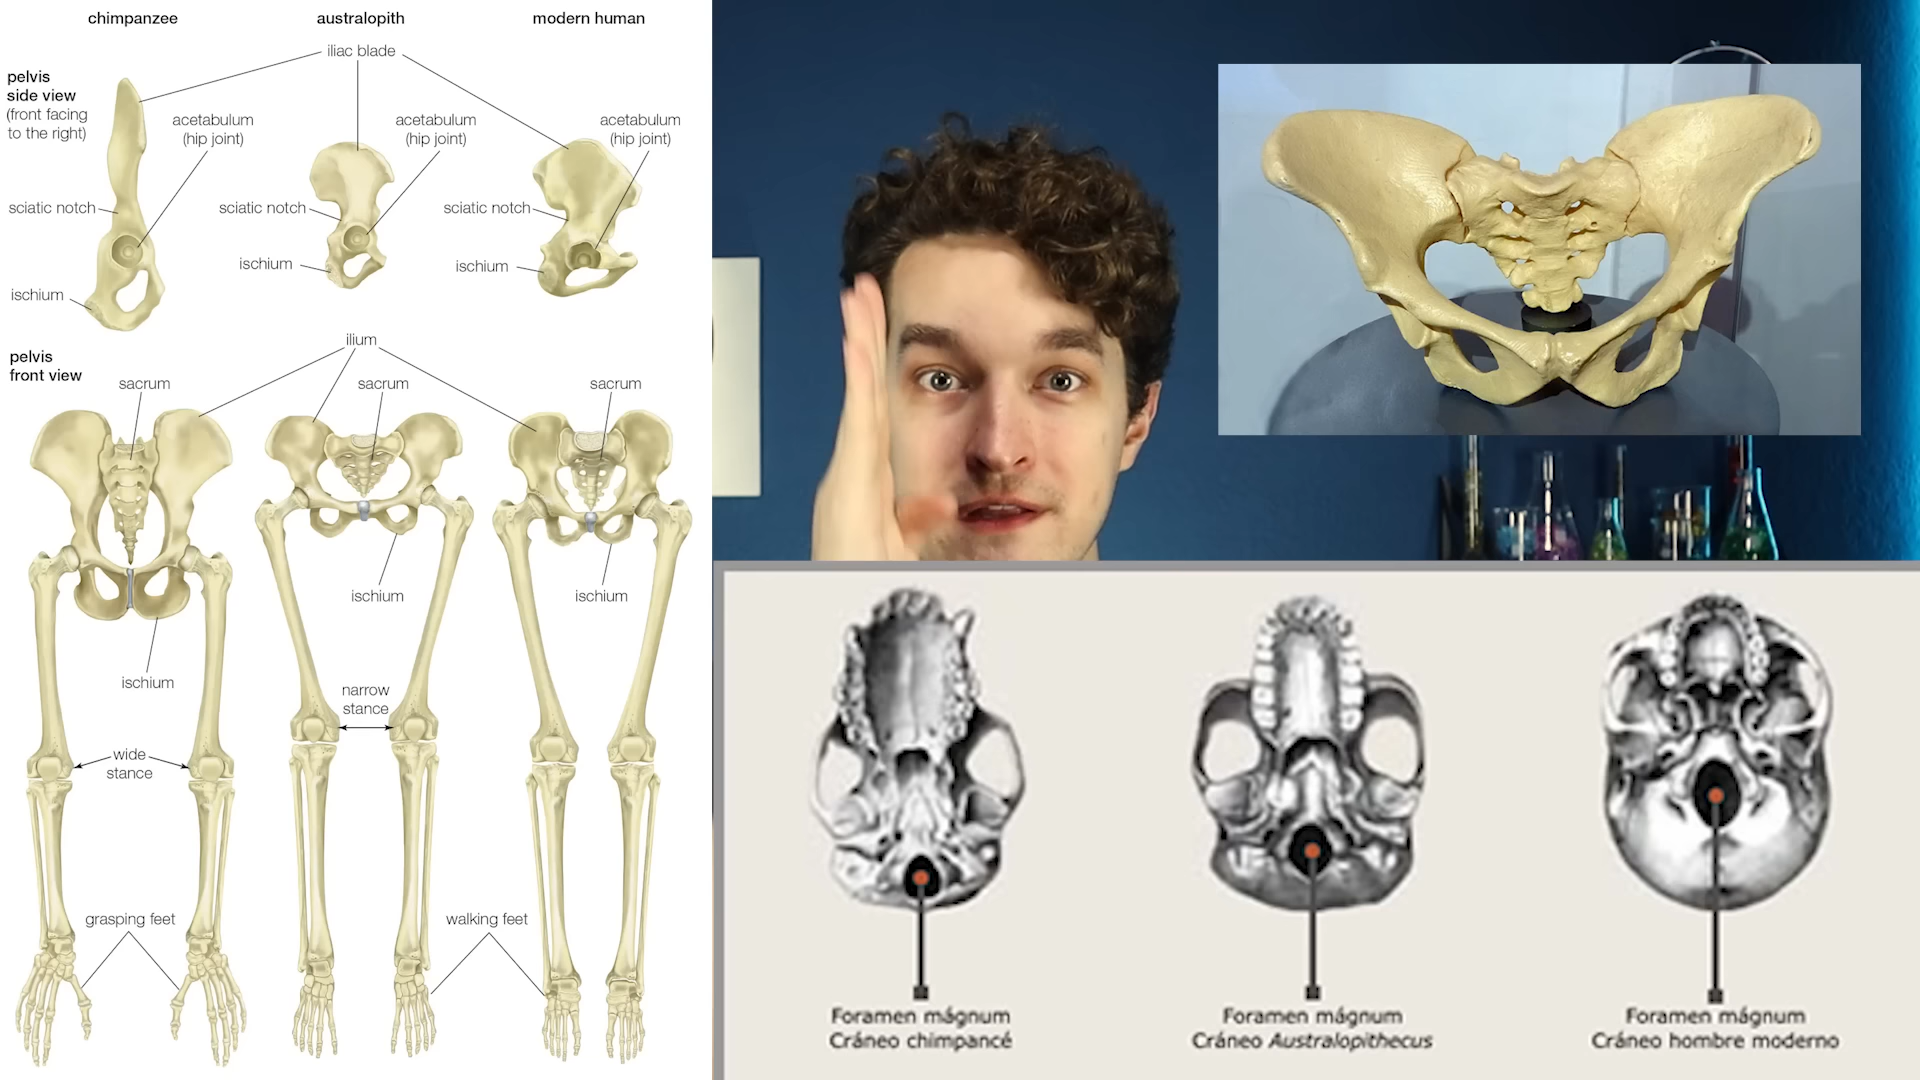 chimpanzee
australopith
modern human
iliac blade
pelvis
side view
(front facing
to the right)
acetabulum
(hip joint)
acetabulum
(hip joint)
acetabulum
(hip joint)
sciatic notch
sciatic notch
sciatic notch
ischium
ischium
ischium
pelvis
front view
ilium
sacrum
sacrum
sacrum
ischium
ischium
ischium
narrow
stance
wide
stance
grasping feet
walking feet
Foramen mágnum
Cráneo chimpancé
Foramen mágnum
Cráneo Australopithecus
Foramen mágnum
Cráneo hombre moderno